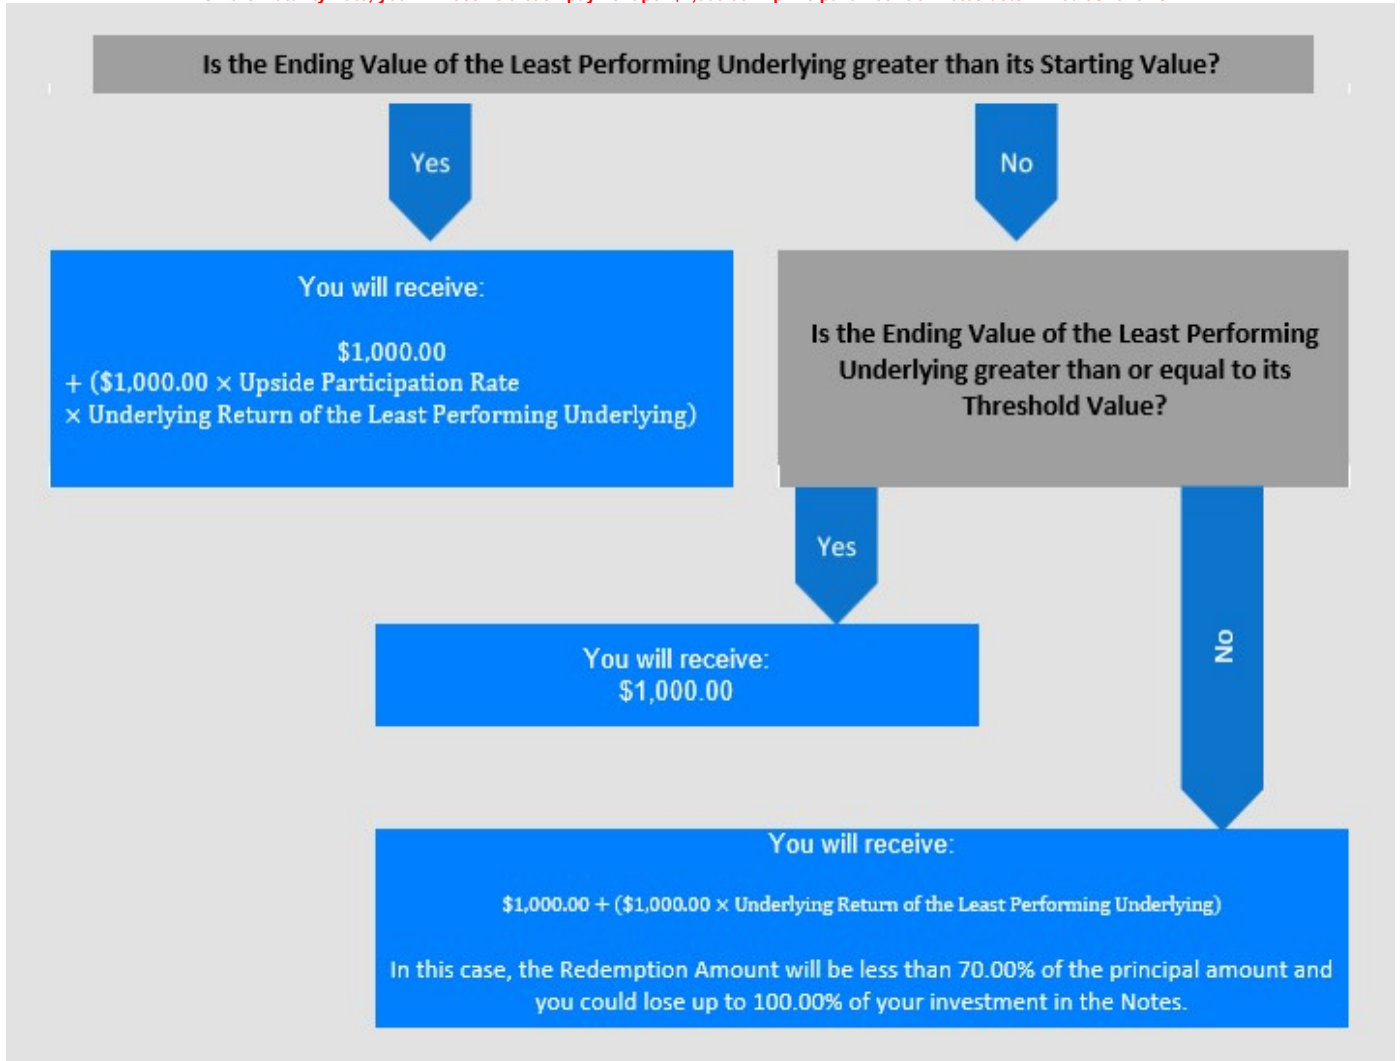 Is the Ending Value of the Least Performing Underlying greater than its Starting Value?
Yes
No
You will receive:
$1,000.00
+ ($1,000.00 × Upside Participation Rate
× Underlying Return of the Least Performing Underlying)
Is the Ending Value of the Least Performing
Underlying greater than or equal to its
Threshold Value?
Yes
No
You will receive:
$1,000.00
You will receive:
$1,000.00 + ($1,000.00 × Underlying Return of the Least Performing Underlying)
In this case, the Redemption Amount will be less than 70.00% of the principal amount and
you could lose up to 100.00% of your investment in the Notes.